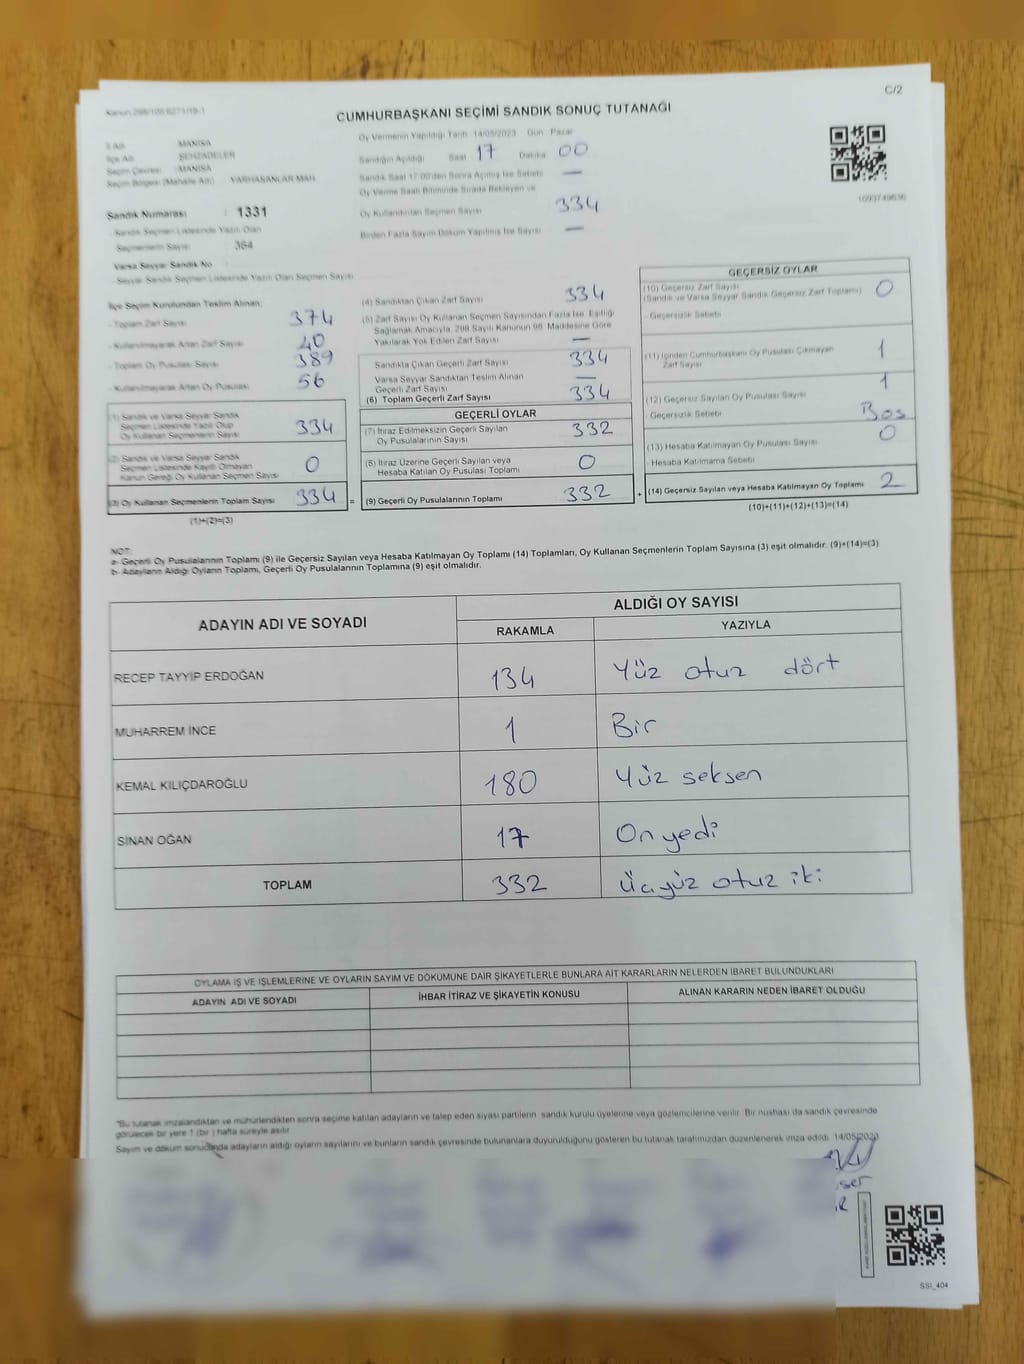 C/2
Kanun 298/105 6271/19-1
CUMHURBAŞKANI SEÇİMİ SANDIK SONUÇ TUTANAĞI
İl Adı MANİSA
İlçe Adı ŞEHZADELER
Seçim Çevresi MANİSA
Seçim Bölgesi (Mahalle Adı) YARHASANLAR MAH.
Oy Vermenin Yapıldığı Tarih 14/05/2023 Gün Pazar
Sandığın Açıldığı Saat 17 Dakika 00
Sandık Saat 17:00'den Sonra Açılmış İse Sebebi —
Oy Verme Saati Bitiminde Sırada Bekleyen ve
Oy Kullandırılan Seçmen Sayısı 334
Birden Fazla Sayım Döküm Yapılmış İse Sayısı —
1093749636
Sandık Numarası : 1331
- Sandık Seçmen Listesinde Yazılı Olan
Seçmenlerin Sayısı 364
Varsa Seyyar Sandık No
- Seyyar Sandık Seçmen Listesinde Yazılı Olan Seçmen Sayısı
İlçe Seçim Kurulundan Teslim Alınan;
- Toplam Zarf Sayısı 374
- Kullanılmayarak Artan Zarf Sayısı 40
- Toplam Oy Pusulası Sayısı 389
- Kullanılmayarak Artan Oy Pusulası 56
(1) Sandık ve Varsa Seyyar Sandık
Seçmen Listesinde Yazılı Olup
Oy Kullanan Seçmenlerin Sayısı 334
(2) Sandık ve Varsa Seyyar Sandık
Seçmen Listesinde Kayıtlı Olmayan
Kanun Gereği Oy Kullanan Seçmen Sayısı 0
(3) Oy Kullanan Seçmenlerin Toplam Sayısı 334 =
(1)+(2)=(3)
(4) Sandıktan Çıkan Zarf Sayısı 334
(5) Zarf Sayısı Oy Kullanan Seçmen Sayısından Fazla İse, Eşitliği
Sağlamak Amacıyla, 298 Sayılı Kanunun 98. Maddesine Göre
Yakılarak Yok Edilen Zarf Sayısı —
Sandıkta Çıkan Geçerli Zarf Sayısı 334
Varsa Seyyar Sandıktan Teslim Alınan
Geçerli Zarf Sayısı —
(6) Toplam Geçerli Zarf Sayısı 334
GEÇERLİ OYLAR
(7) İtiraz Edilmeksizin Geçerli Sayılan
Oy Pusulalarının Sayısı 332
(8) İtiraz Üzerine Geçerli Sayılan veya
Hesaba Katılan Oy Pusulası Toplamı 0
(9) Geçerli Oy Pusulalarının Toplamı 332 +
GEÇERSİZ OYLAR
(10) Geçersiz Zarf Sayısı
(Sandık ve Varsa Seyyar Sandık Geçersiz Zarf Toplamı) 0
- Geçersizlik Sebebi
(11) İçinden Cumhurbaşkanı Oy Pusulası Çıkmayan
Zarf Sayısı 1
(12) Geçersiz Sayılan Oy Pusulası Sayısı 1
Geçersizlik Sebebi Boş
(13) Hesaba Katılmayan Oy Pusulası Sayısı 0
Hesaba Katılmama Sebebi
(14) Geçersiz Sayılan veya Hesaba Katılmayan Oy Toplamı 2
(10)+(11)+(12)+(13)=(14)
NOT:
a- Geçerli Oy Pusulalarının Toplamı (9) ile Geçersiz Sayılan veya Hesaba Katılmayan Oy Toplamı (14) Toplamları, Oy Kullanan Seçmenlerin Toplam Sayısına (3) eşit olmalıdır. (9)+(14)=(3)
b- Adayların Aldığı Oyların Toplamı, Geçerli Oy Pusulalarının Toplamına (9) eşit olmalıdır.
ADAYIN ADI VE SOYADI
ALDIĞI OY SAYISI
RAKAMLA YAZIYLA
RECEP TAYYİP ERDOĞAN 134 Yüz otuz dört
MUHARREM İNCE 1 Bir
KEMAL KILIÇDAROĞLU 180 Yüz seksen
SİNAN OĞAN 17 On yedi
TOPLAM 332 Üçyüz otuz iki
OYLAMA İŞ VE İŞLEMLERİNE VE OYLARIN SAYIM VE DÖKÜMÜNE DAİR ŞİKAYETLERLE BUNLARA AİT KARARLARIN NELERDEN İBARET BULUNDUKLARI
ADAYIN ADI VE SOYADI İHBAR İTİRAZ VE ŞİKAYETİN KONUSU ALINAN KARARIN NEDEN İBARET OLDUĞU
*Bu tutanak imzalandıktan ve mühürlendikten sonra seçime katılan adayların ve talep eden siyasi partilerin sandık kurulu üyelerine veya gözlemcilerine verilir. Bir nüshası da sandık çevresinde
görülecek bir yere 1 (bir) hafta süreyle asılır.
Sayım ve döküm sonucunda adayların aldığı oyların sayılarını ve bunların sandık çevresinde bulunanlara duyurulduğunu gösteren bu tutanak tarafımızdan düzenlenerek imza edildi. 14/05/2023
SSİ_404